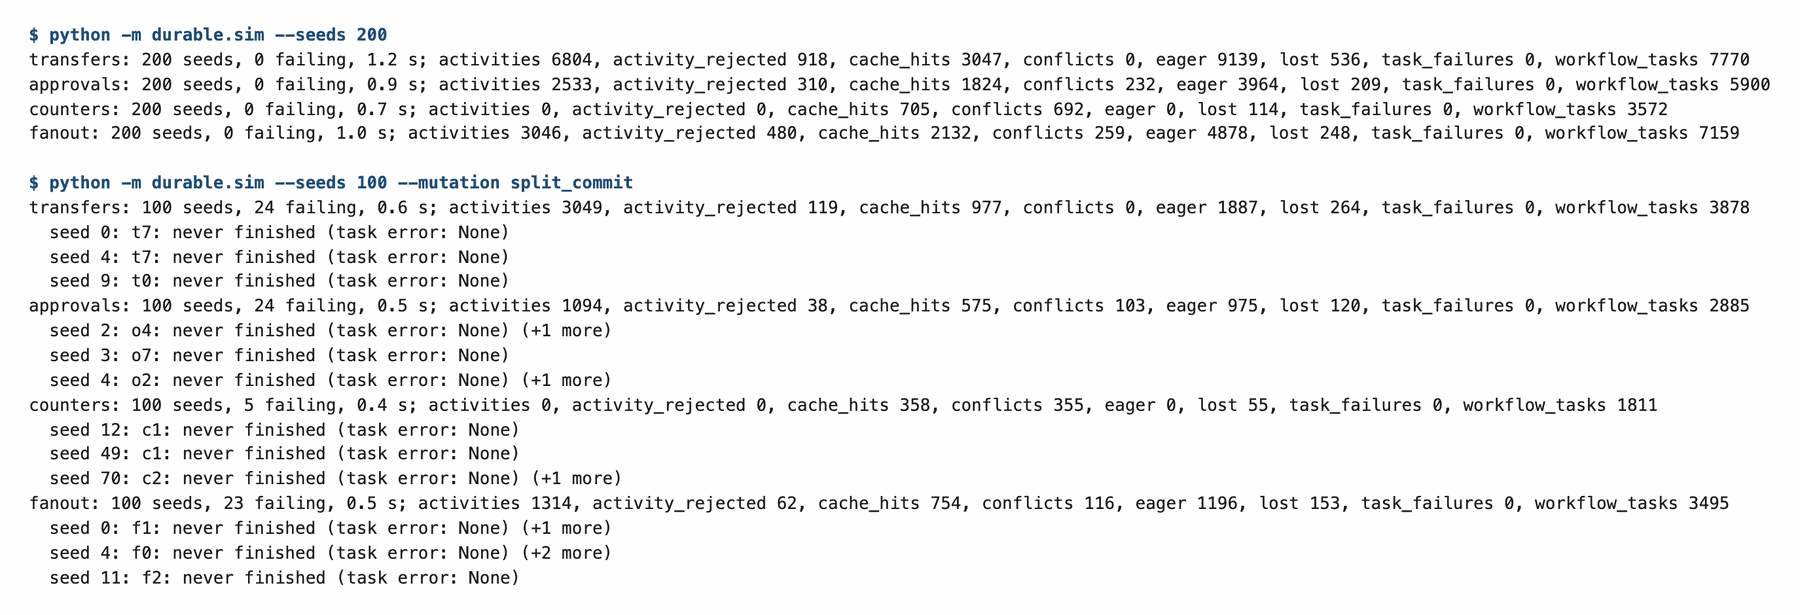 $ python -m durable.sim --seeds 200
transfers: 200 seeds, 0 failing, 1.2 s; activities 6804, activity_rejected 918, cache_hits 3047, conflicts 0, eager 9139, lost 536, task_failures 0, workflow_tasks 7770
approvals: 200 seeds, 0 failing, 0.9 s; activities 2533, activity_rejected 310, cache_hits 1824, conflicts 232, eager 3964, lost 209, task_failures 0, workflow_tasks 5900
counters: 200 seeds, 0 failing, 0.7 s; activities 0, activity_rejected 0, cache_hits 705, conflicts 692, eager 0, lost 114, task_failures 0, workflow_tasks 3572
fanout: 200 seeds, 0 failing, 1.0 s; activities 3046, activity_rejected 480, cache_hits 2132, conflicts 259, eager 4878, lost 248, task_failures 0, workflow_tasks 7159
$ python -m durable.sim --seeds 100 --mutation split_commit
transfers: 100 seeds, 24 failing, 0.6 s; activities 3049, activity_rejected 119, cache_hits 977, conflicts 0, eager 1887, lost 264, task_failures 0, workflow_tasks 3878
seed 0: t7: never finished (task error: None)
seed 4: t7: never finished (task error: None)
seed 9: t0: never finished (task error: None)
approvals: 100 seeds, 24 failing, 0.5 s; activities 1094, activity_rejected 38, cache_hits 575, conflicts 103, eager 975, lost 120, task_failures 0, workflow_tasks 2885
seed 2: o4: never finished (task error: None) (+1 more)
seed 3: o7: never finished (task error: None)
seed 4: o2: never finished (task error: None) (+1 more)
counters: 100 seeds, 5 failing, 0.4 s; activities 0, activity_rejected 0, cache_hits 358, conflicts 355, eager 0, lost 55, task_failures 0, workflow_tasks 1811
seed 12: c1: never finished (task error: None)
seed 49: c1: never finished (task error: None)
seed 70: c2: never finished (task error: None) (+1 more)
fanout: 100 seeds, 23 failing, 0.5 s; activities 1314, activity_rejected 62, cache_hits 754, conflicts 116, eager 1196, lost 153, task_failures 0, workflow_tasks 3495
seed 0: f1: never finished (task error: None) (+1 more)
seed 4: f0: never finished (task error: None) (+2 more)
seed 11: f2: never finished (task error: None)